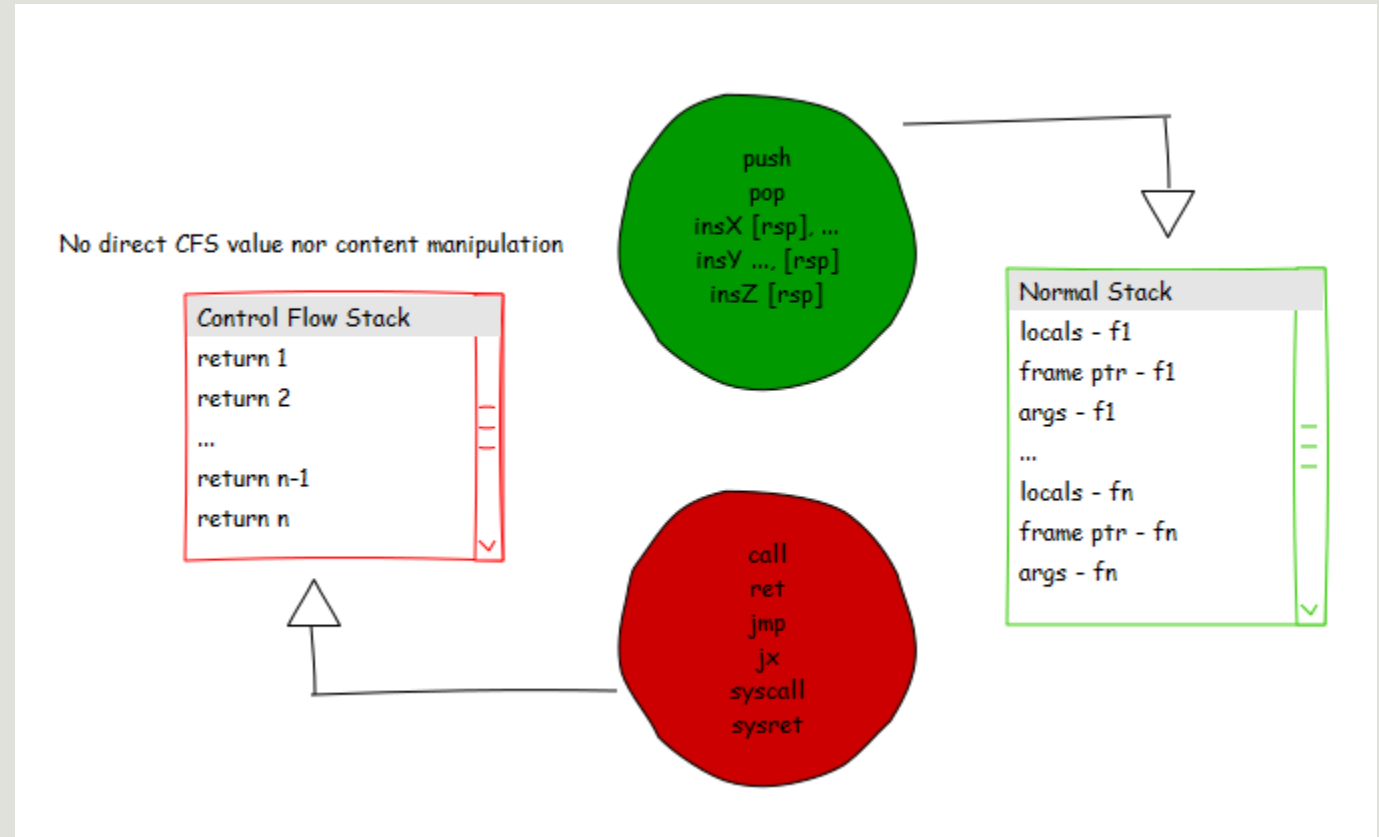 No direct CFS value nor content manipulation
Control Flow Stack
return 1
return 2
...
return n-1
return n
push
pop
insX [rsp], ...
insY ..., [rsp]
insZ [rsp]
call
ret
jmp
jx
syscall
sysret
Normal Stack
locals - f1
frame ptr - f1
args - f1
...
locals - fn
frame ptr - fn
args - fn